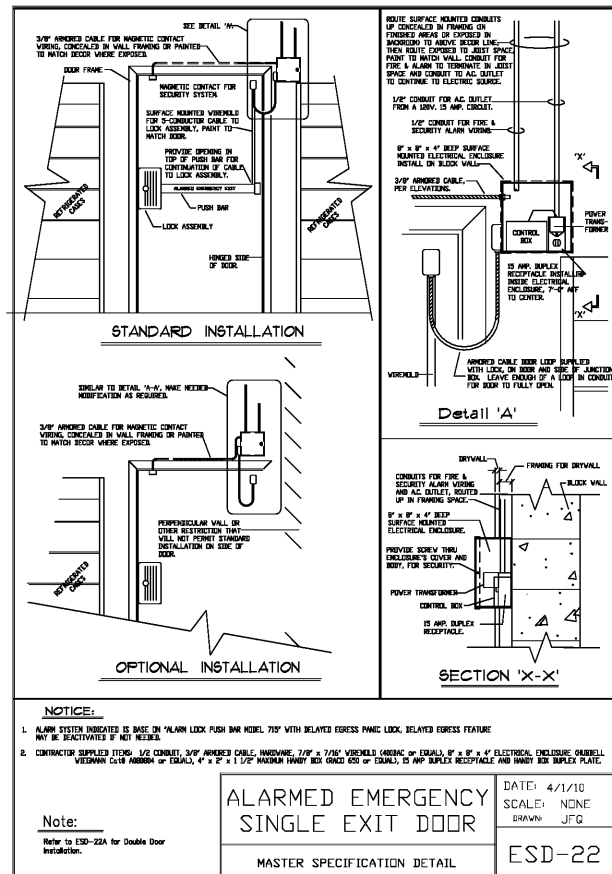 SEE DETAIL 'A'
3/8" ARMORED CABLE FOR MAGNETIC CONTACT
WIRING, CONCEALED IN WALL FRAMING OR PAINTED
TO MATCH DECOR WHERE EXPOSED.
DOOR FRAME
MAGNETIC CONTACT FOR
SECURITY SYSTEM.
SURFACE MOUNTED WIREMOLD
FOR 5-CONDUCTOR CABLE TO
LOCK ASSEMBLY, PAINT TO
MATCH DOOR.
PROVIDE OPENING IN
TOP OF PUSH BAR FOR
CONTINUATION OF CABLE
TO LOCK ASSEMBLY.
ALARMED EMERGENCY EXIT
PUSH BAR
LOCK ASSEMBLY
REFRIGERATED
CASES
REFRIGERATED
CASES
HINGED SIDE
OF DOOR.
STANDARD INSTALLATION
SIMILAR TO DETAIL 'A-A', MAKE NEEDED
MODIFICATION AS REQUIRED.
3/8" ARMORED CABLE FOR MAGNETIC CONTACT
WIRING, CONCEALED IN WALL FRAMING OR PAINTED
TO MATCH DECOR WHERE EXPOSED.
PERPENDICULAR WALL OR
OTHER RESTRICTION THAT
WILL NOT PERMIT STANDARD
INSTALLATION ON SIDE OF
DOOR.
REFRIGERATED
CASES
OPTIONAL INSTALLATION
ROUTE SURFACE MOUNTED CONDUITS
UP CONCEALED IN FRAMING ON
FINISHED AREAS OR EXPOSED IN
BACKROOM TO ABOVE DECOR LINE,
THEN ROUTE EXPOSED TO JOIST SPACE.
PAINT TO MATCH WALL. CONDUIT FOR
FIRE & ALARM TO TERMINATE IN JOIST
SPACE AND CONDUIT TO A.C. OUTLET
TO CONTINUE TO ELECTRIC SOURCE.
1/2" CONDUIT FOR A.C. OUTLET
FROM A 120V. 15 AMP. CIRCUIT.
1/2" CONDUIT FOR FIRE &
SECURITY ALARM WIRING.
8" x 8" x 4" DEEP SURFACE
MOUNTED ELECTRICAL ENCLOSURE
INSTALL ON BLOCK WALL.
3/8" ARMORED CABLE,
PER ELEVATIONS.
'X'
CONTROL
BOX
POWER
TRANS-
FORMER
15 AMP. DUPLEX
RECEPTACLE INSTALLED
INSIDE ELECTRICAL
ENCLOSURE, 7'-6" AFF
TO CENTER.
'X'
WIREMOLD
ARMORED CABLE DOOR LOOP SUPPLIED
WITH LOCK, ON DOOR AND SIDE OF JUNCTION
BOX. LEAVE ENOUGH OF A LOOP IN CONDUIT
FOR DOOR TO FULLY OPEN.
Detail 'A'
DRYWALL
FRAMING FOR DRYWALL
BLOCK WALL
CONDUITS FOR FIRE &
SECURITY ALARM WIRING
AND A.C. OUTLET, ROUTED
UP IN FRAMING SPACE.
8" x 8" x 4" DEEP
SURFACE MOUNTED
ELECTRICAL ENCLOSURE.
PROVIDE SCREW THRU
ENCLOSURE'S COVER AND
BODY, FOR SECURITY.
POWER TRANSFORMER
CONTROL BOX
15 AMP. DUPLEX
RECEPTACLE.
SECTION 'X-X'
NOTICE:
1. ALARM SYSTEM INDICATED IS BASE ON "ALARM LOCK PUSH BAR MODEL 715" WITH DELAYED EGRESS PANIC LOCK, DELAYED EGRESS FEATURE
MAY BE DEACTIVATED IF NOT NEEDED.
2. CONTRACTOR SUPPLIED ITEMS: 1/2 CONDUIT, 3/8" ARMORED CABLE, HARDWARE, 7/8" x 7/16" WIREMOLD (400BAC or EQUAL), 8" x 8" x 4" ELECTRICAL ENCLOSURE (HUBBELL
WIEGMANN Cat# or EQUAL), 4" x 2" x 1 1/2" MAXIMUM HANDY BOX (RACO 650 or EQUAL), 15 AMP DUPLEX RECEPTACLE AND HANDY BOX DUPLEX PLATE.
Note:
Refer to ESD-22A for Double Door
Installation.
ALARMED EMERGENCY
SINGLE EXIT DOOR
MASTER SPECIFICATION DETAIL
DATE: 4/1/10
SCALE: NONE
DRAWN: JFQ
ESD-22